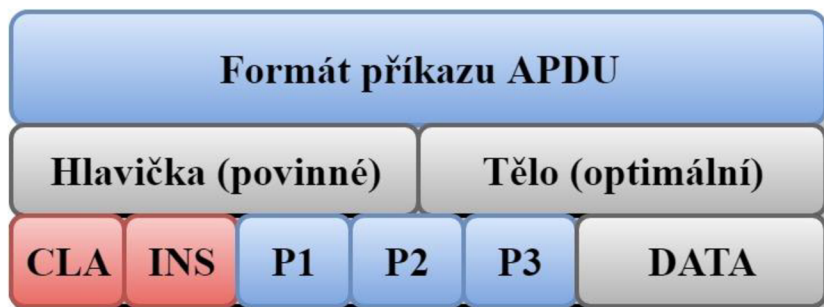 Formát příkazu APDU
Hlavička (povinné) Tělo (optimální)
CLA INS P1 P2 P3 DATA